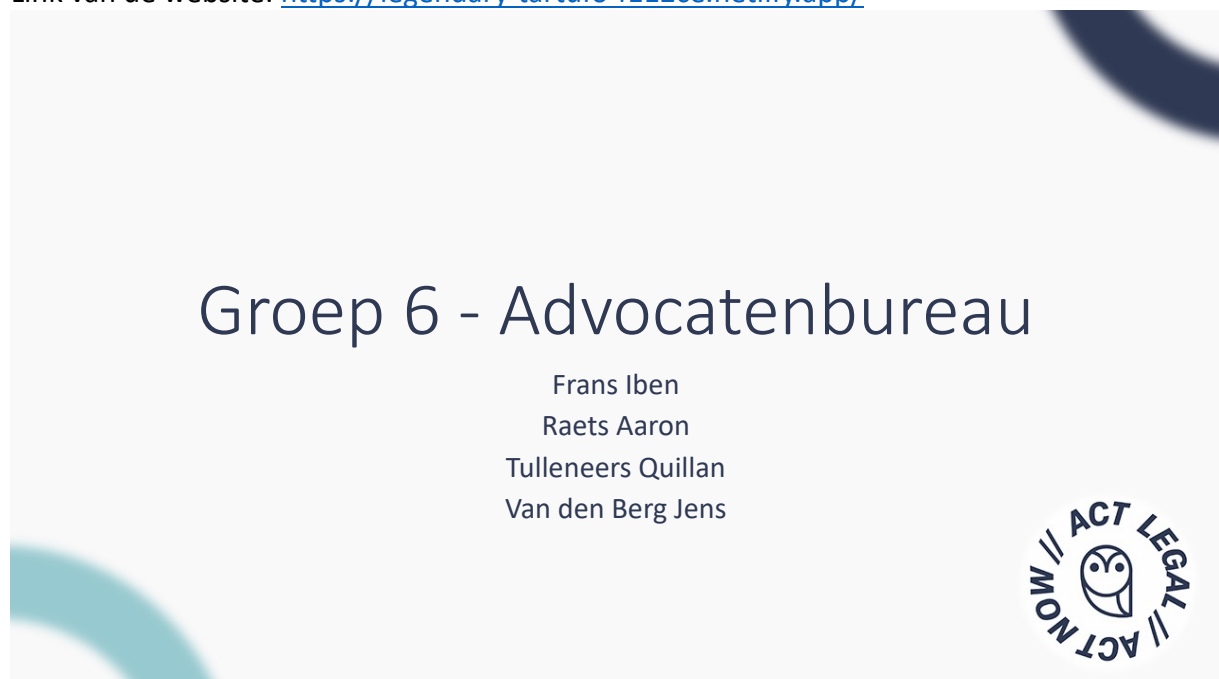 Link van de website:
Groep 6 - Advocatenbureau
Frans Iben
Raets Aaron
Tulleneers Quillan
Van den Berg Jens
// ACT LEGAL // ACT NOW